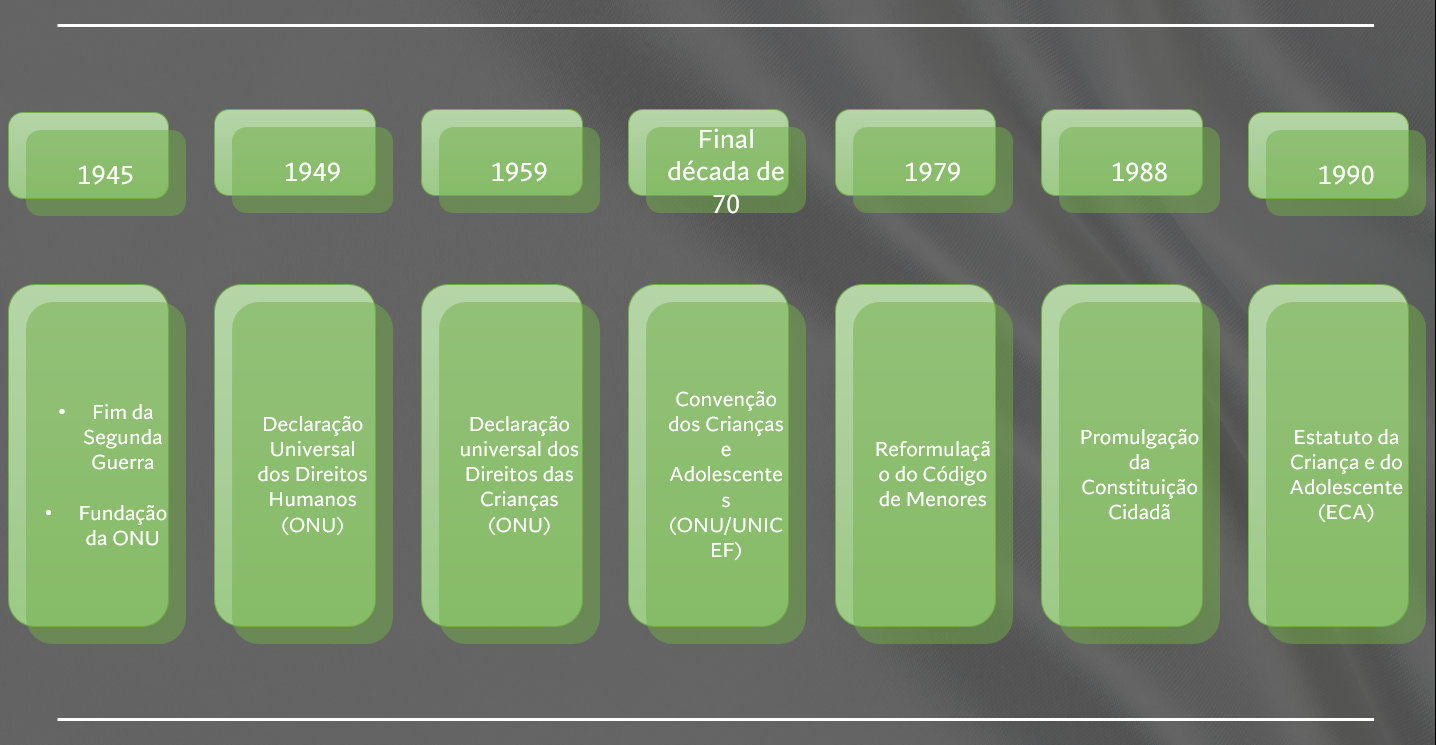 1945
1949
1959
Final
década de
70
1979
1988
1990
• Fim da
Segunda
Guerra
• Fundação
da ONU
Declaração
Universal
dos Direitos
Humanos
(ONU)
Declaração
universal dos
Direitos das
Crianças
(ONU)
Convenção
dos Crianças
e
Adolescente
s
(ONU/UNIC
EF)
Reformulaçã
o do Código
de Menores
Promulgação
da
Constituição
Cidadã
Estatuto da
Criança e do
Adolescente
(ECA)